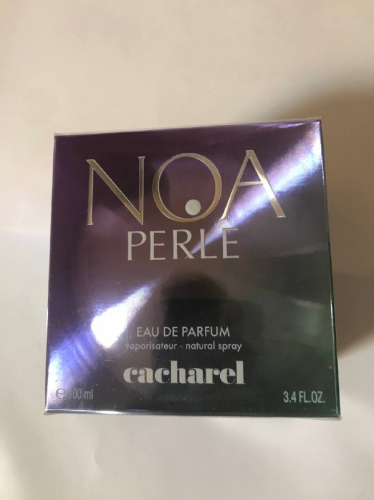 NOA
PERLE
EAU DE PARFUM
vaporisateur - natural spray
cacharel
e 100 ml 3.4 FL.OZ.